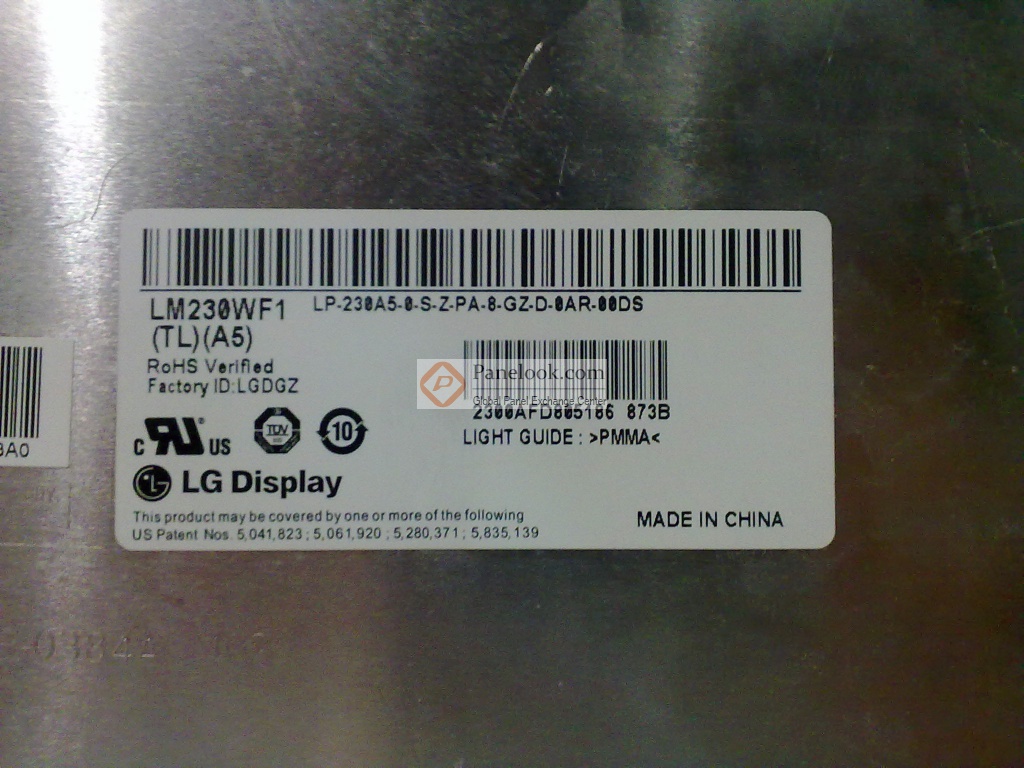 LM230WF1
LP-230A5-0-S-Z-PA-8-GZ-D-0AR-00DS
(TL)(A5)
RoHS Verified
Factory ID:LGDGZ
Panelook.com
Global Panel Exchange Center
2300AFD805186 873B
LIGHT GUIDE : >PMMA<
c RU US
TÜV
10
LG Display
This product may be covered by one or more of the following
US Patent Nos. 5,041,823 ; 5,061,920 ; 5,280,371 ; 5,835,139
MADE IN CHINA